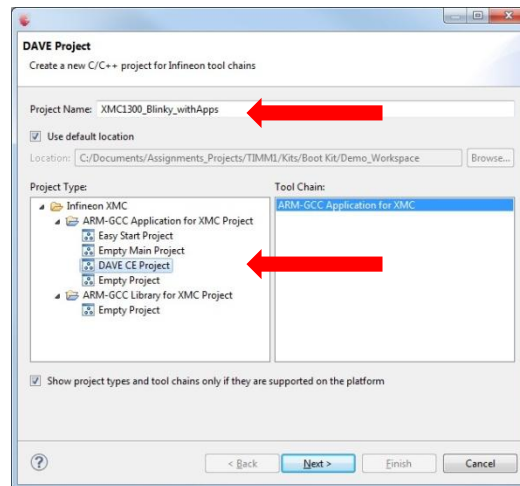 DAVE Project
Create a new C/C++ project for Infineon tool chains
Project Name: XMC1300_Blinky_withApps
Use default location
Location: C:/Documents/Assignments_Projects/TIMM1/Kits/Boot Kit/Demo_Workspace Browse...
Project Type: Tool Chain:
Infineon XMC ARM-GCC Application for XMC
ARM-GCC Application for XMC Project
Easy Start Project
Empty Main Project
DAVE CE Project
Empty Project
ARM-GCC Library for XMC Project
Empty Project
Show project types and tool chains only if they are supported on the platform
? < Back Next > Finish Cancel